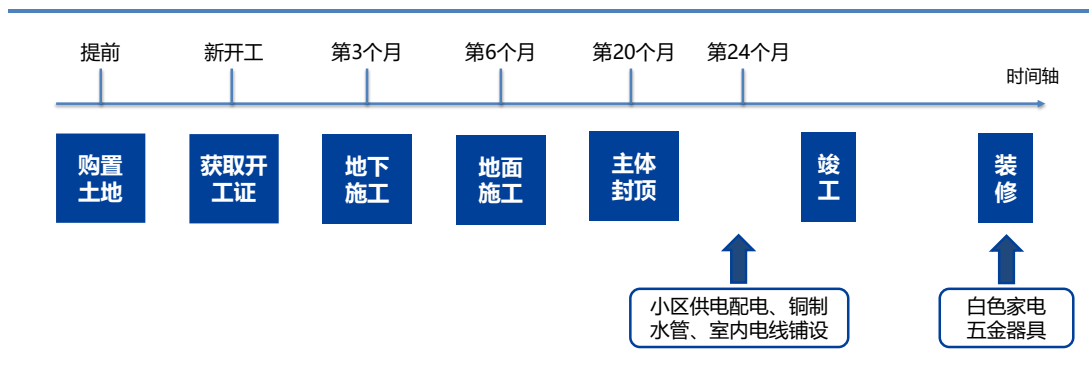 提前
新开工
第3个月
第6个月
第20个月
第24个月
时间轴
购置
土地
获取开
工证
地下
施工
地面
施工
主体
封顶
竣
工
装
修
小区供电配电、铜制
水管、室内电线铺设
白色家电
五金器具